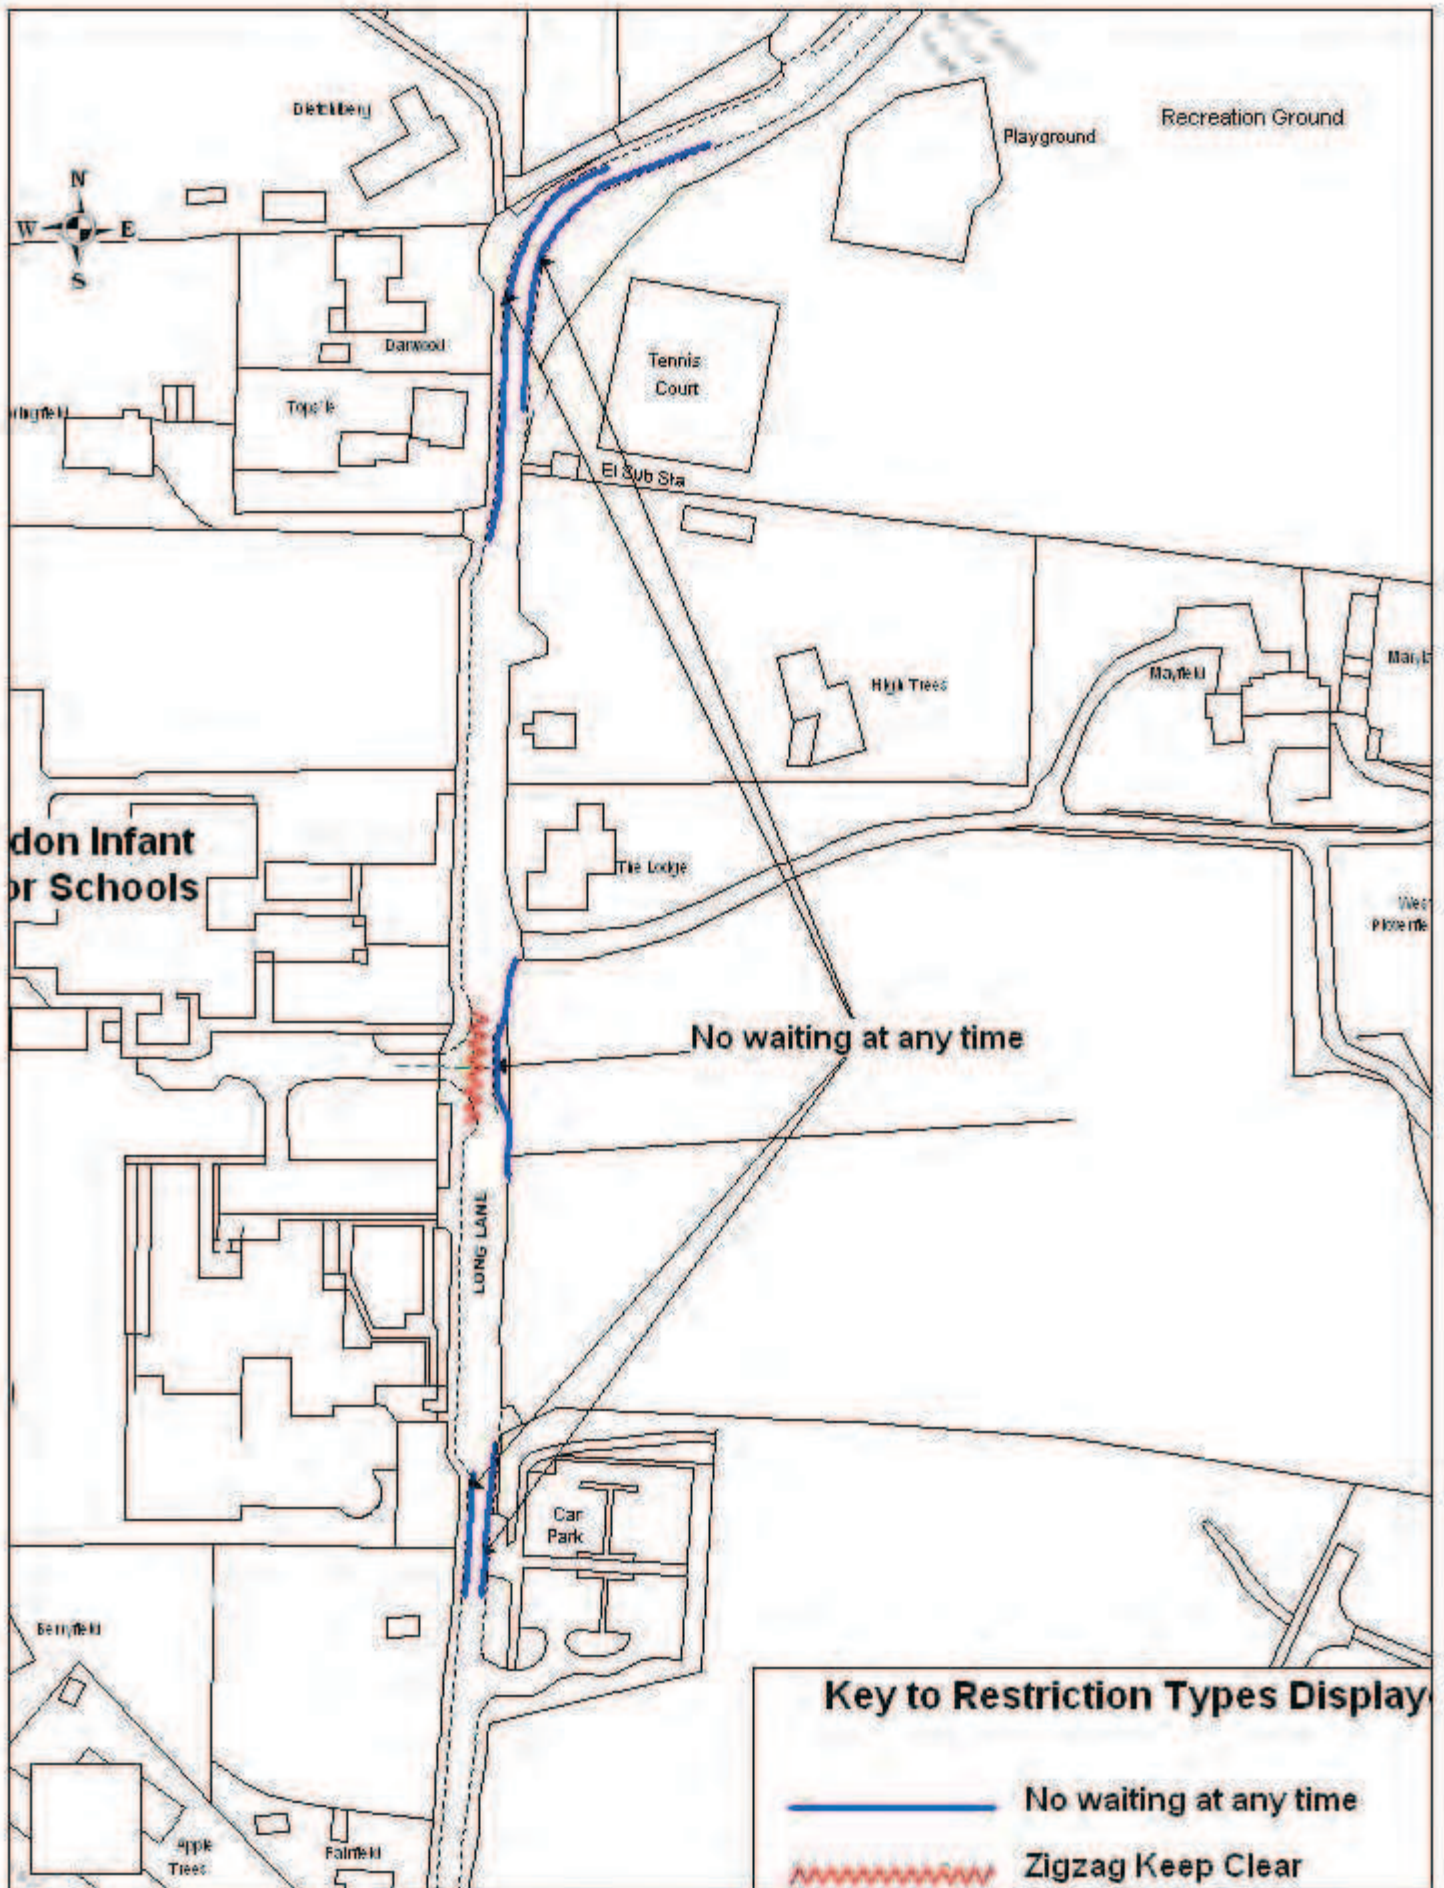 Recreation Ground
Playground
N
W E
S
Danwood
Tennis
Court
El Sub Sta
High Trees
Mayfield
don Infant
or Schools
The Lodge
West
No waiting at any time
LONG LANE
Car
Park
Berryfield
Key to Restriction Types Display
No waiting at any time
Zigzag Keep Clear
Apple
Trees
Fairfield